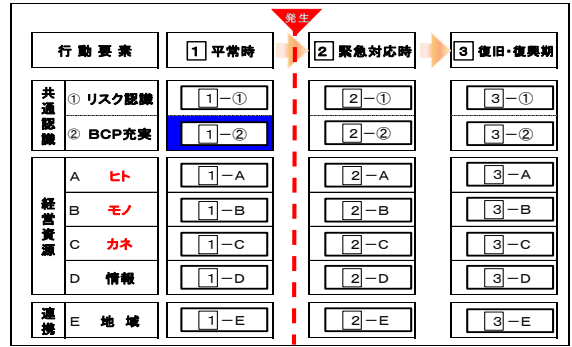 発生
行動要素 1 平常時 2 緊急対応時 3 復旧・復興期
共通認識
① リスク認識 1-① 2-① 3-①
② BCP充実 1-② 2-② 3-②
経営資源
A ヒト 1-A 2-A 3-A
B モノ 1-B 2-B 3-B
C カネ 1-C 2-C 3-C
D 情報 1-D 2-D 3-D
連携
E 地域 1-E 2-E 3-E